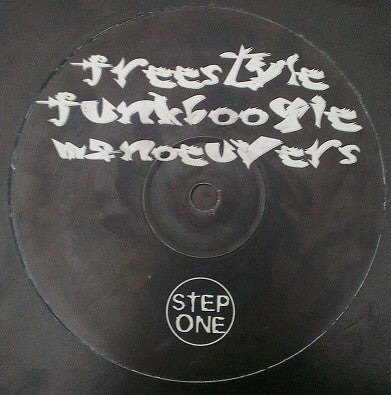 freestyle
funkboogie
manoeuvers
STEP
ONE